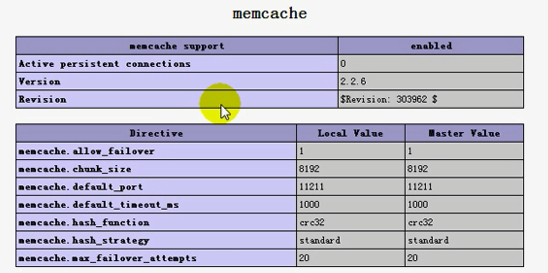 memcache
memcache support enabled
Active persistent connections 0
Version 2.2.6
Revision $Revision: 303962 $
Directive Local Value Master Value
memcache.allow_failover 1 1
memcache.chunk_size 8192 8192
memcache.default_port 11211 11211
memcache.default_timeout_ms 1000 1000
memcache.hash_function crc32 crc32
memcache.hash_strategy standard standard
memcache.max_failover_attempts 20 20